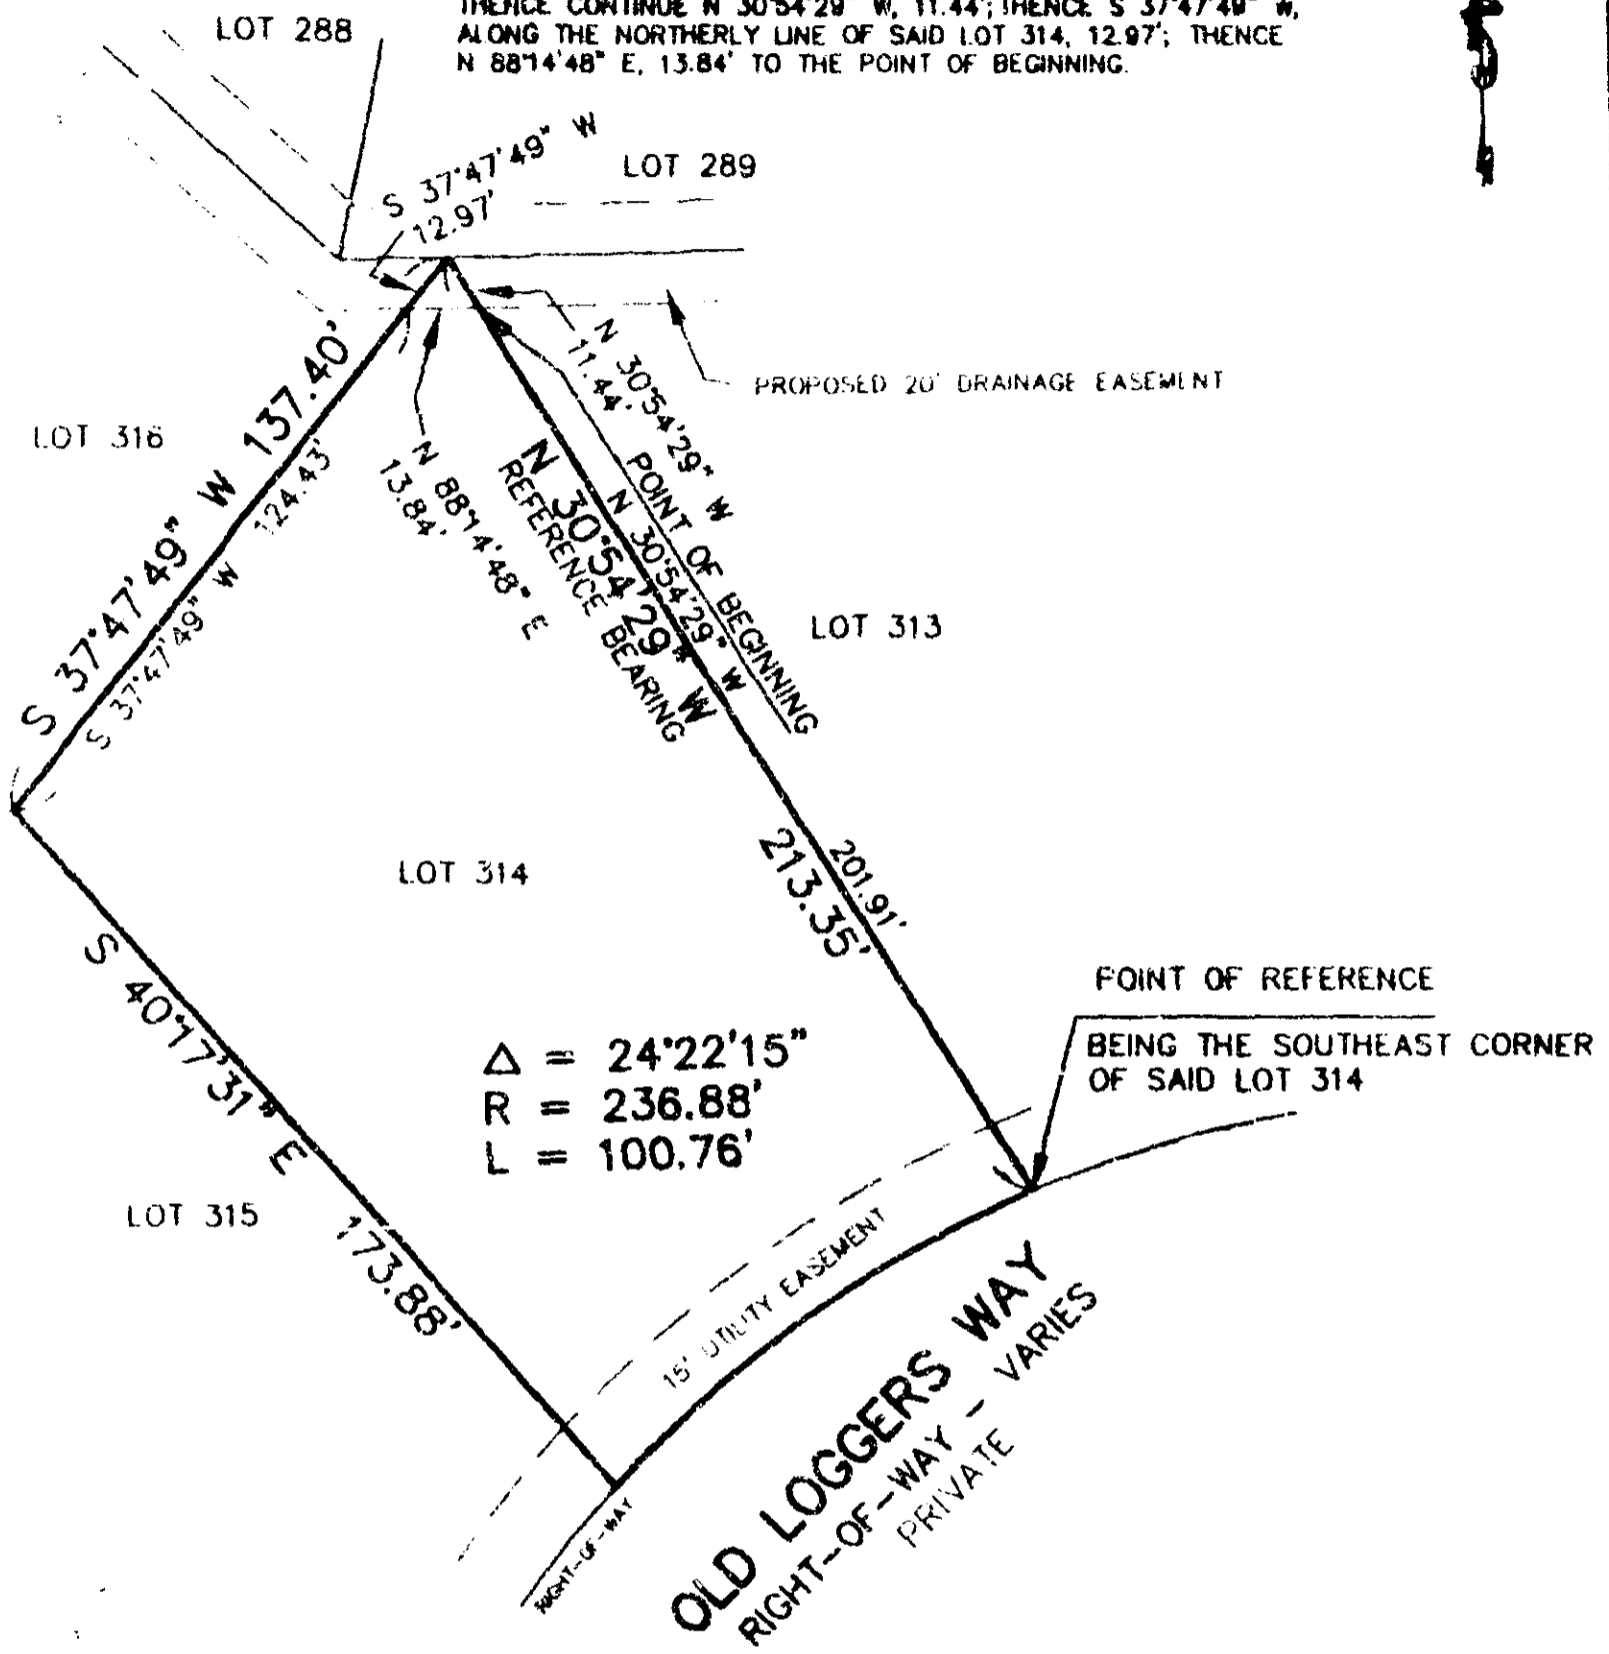 THENCE CONTINUE N 30°54'29" W, 11.44'; THENCE S 37°47'49" W,
ALONG THE NORTHERLY LINE OF SAID LOT 314, 12.97'; THENCE
N 88°14'48" E, 13.84' TO THE POINT OF BEGINNING.
LOT 288
S 37°47'49" W
12.97'
LOT 289
N 30°54'29" W
11.44'
PROPOSED 20' DRAINAGE EASEMENT
LOT 316
S 37°47'49" W 137.40'
S 37°47'49" W 124.43'
N 88°14'48" E
13.84'
N 30°54'29" W
REFERENCE BEARING
N 30°54'29" W
POINT OF BEGINNING
LOT 313
213.35'
201.91'
LOT 314
S 40°17'31" E 173.88'
Δ = 24°22'15"
R = 236.88'
L = 100.76'
POINT OF REFERENCE
BEING THE SOUTHEAST CORNER
OF SAID LOT 314
LOT 315
15' UTILITY EASEMENT
RIGHT-OF-WAY
OLD LOGGERS WAY
RIGHT-OF-WAY - VARIES
PRIVATE